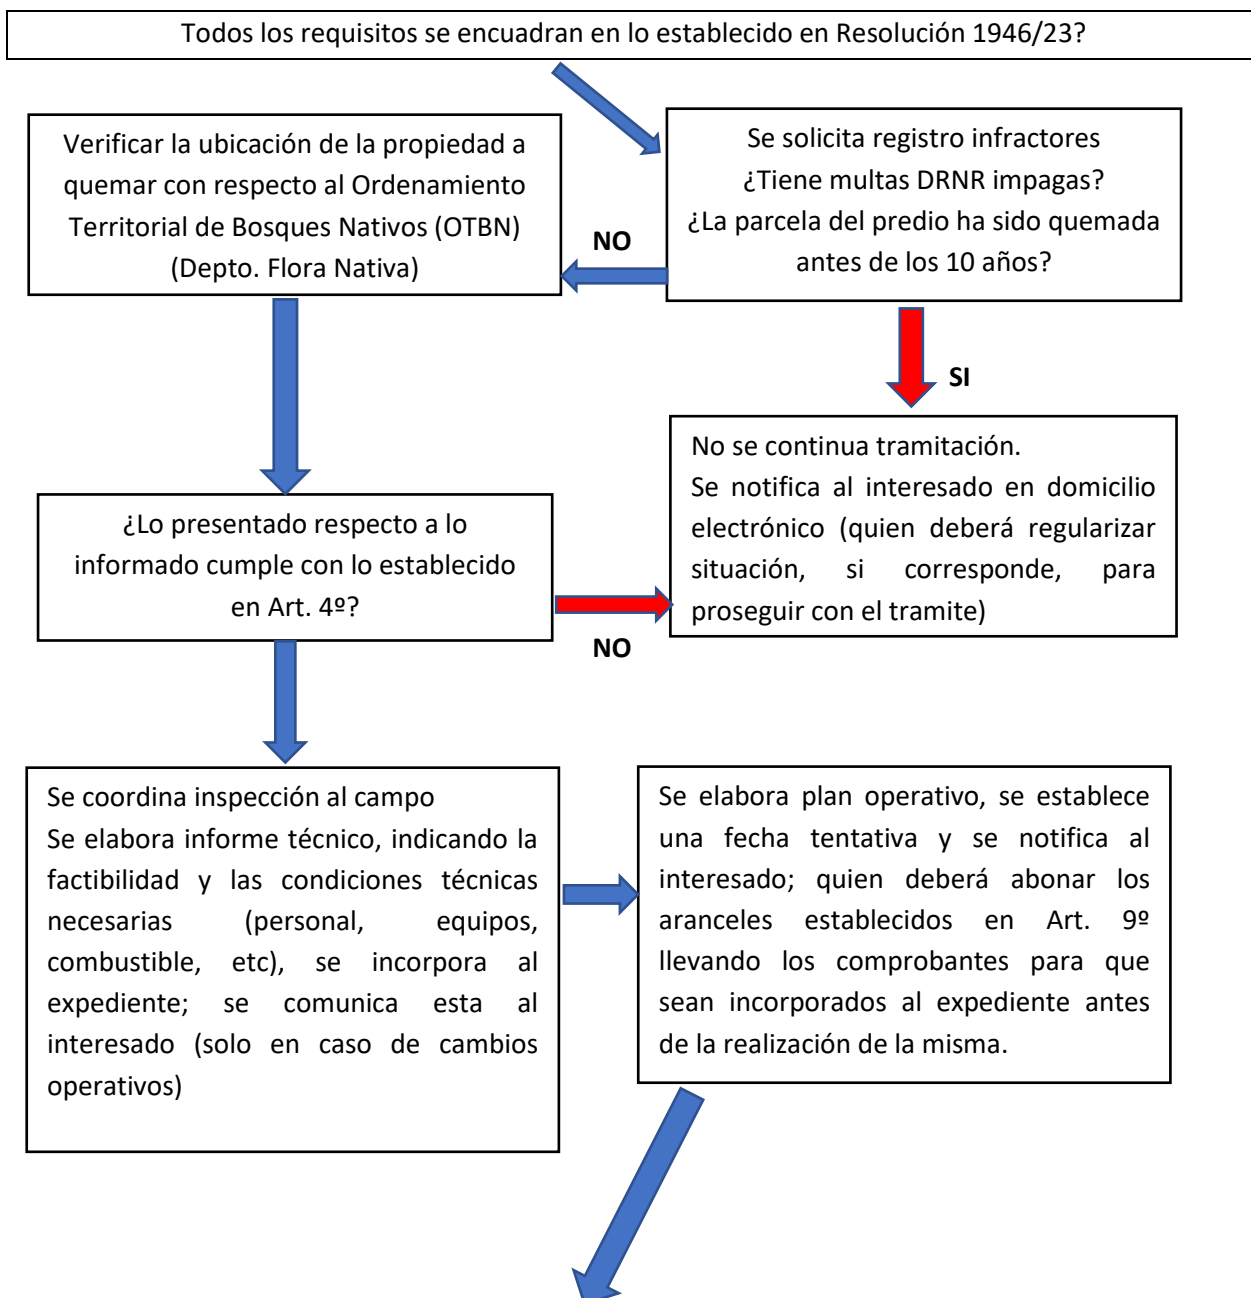 Todos los requisitos se encuadran en lo establecido en Resolución 1946/23?
Se solicita registro infractores
¿Tiene multas DRNR impagas?
¿La parcela del predio ha sido quemada
antes de los 10 años?
NO
Verificar la ubicación de la propiedad a
quemar con respecto al Ordenamiento
Territorial de Bosques Nativos (OTBN)
(Depto. Flora Nativa)
SI
No se continua tramitación.
Se notifica al interesado en domicilio
electrónico (quien deberá regularizar
situación, si corresponde, para
proseguir con el tramite)
¿Lo presentado respecto a lo
informado cumple con lo establecido
en Art. 4º?
NO
Se coordina inspección al campo
Se elabora informe técnico, indicando la
factibilidad y las condiciones técnicas
necesarias (personal, equipos,
combustible, etc), se incorpora al
expediente; se comunica esta al
interesado (solo en caso de cambios
operativos)
Se elabora plan operativo, se establece
una fecha tentativa y se notifica al
interesado; quien deberá abonar los
aranceles establecidos en Art. 9º
llevando los comprobantes para que
sean incorporados al expediente antes
de la realización de la misma.